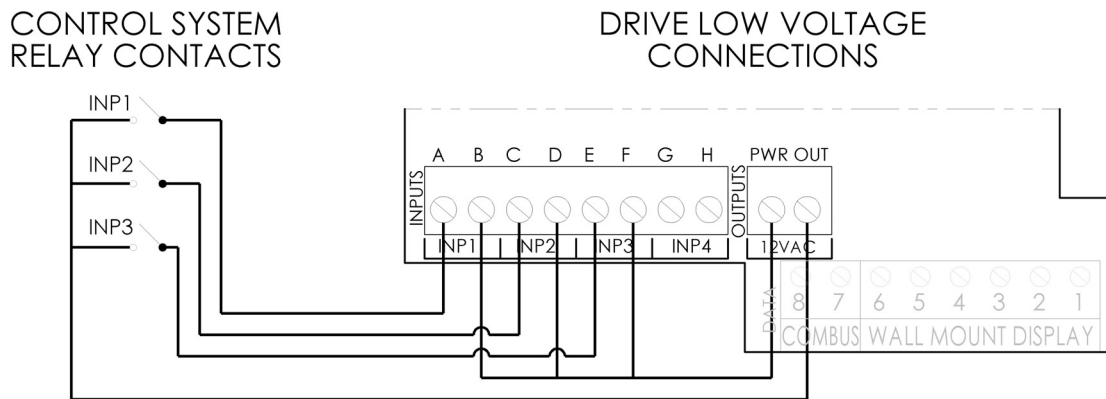 CONTROL SYSTEM
RELAY CONTACTS
DRIVE LOW VOLTAGE
CONNECTIONS
INP1
INP2
INP3
A B C D E F G H
PWR OUT
INPUTS
OUTPUTS
INP1 INP2 INP3 INP4
12VAC
DATA
8 7 6 5 4 3 2 1
COMBUS WALL MOUNT DISPLAY